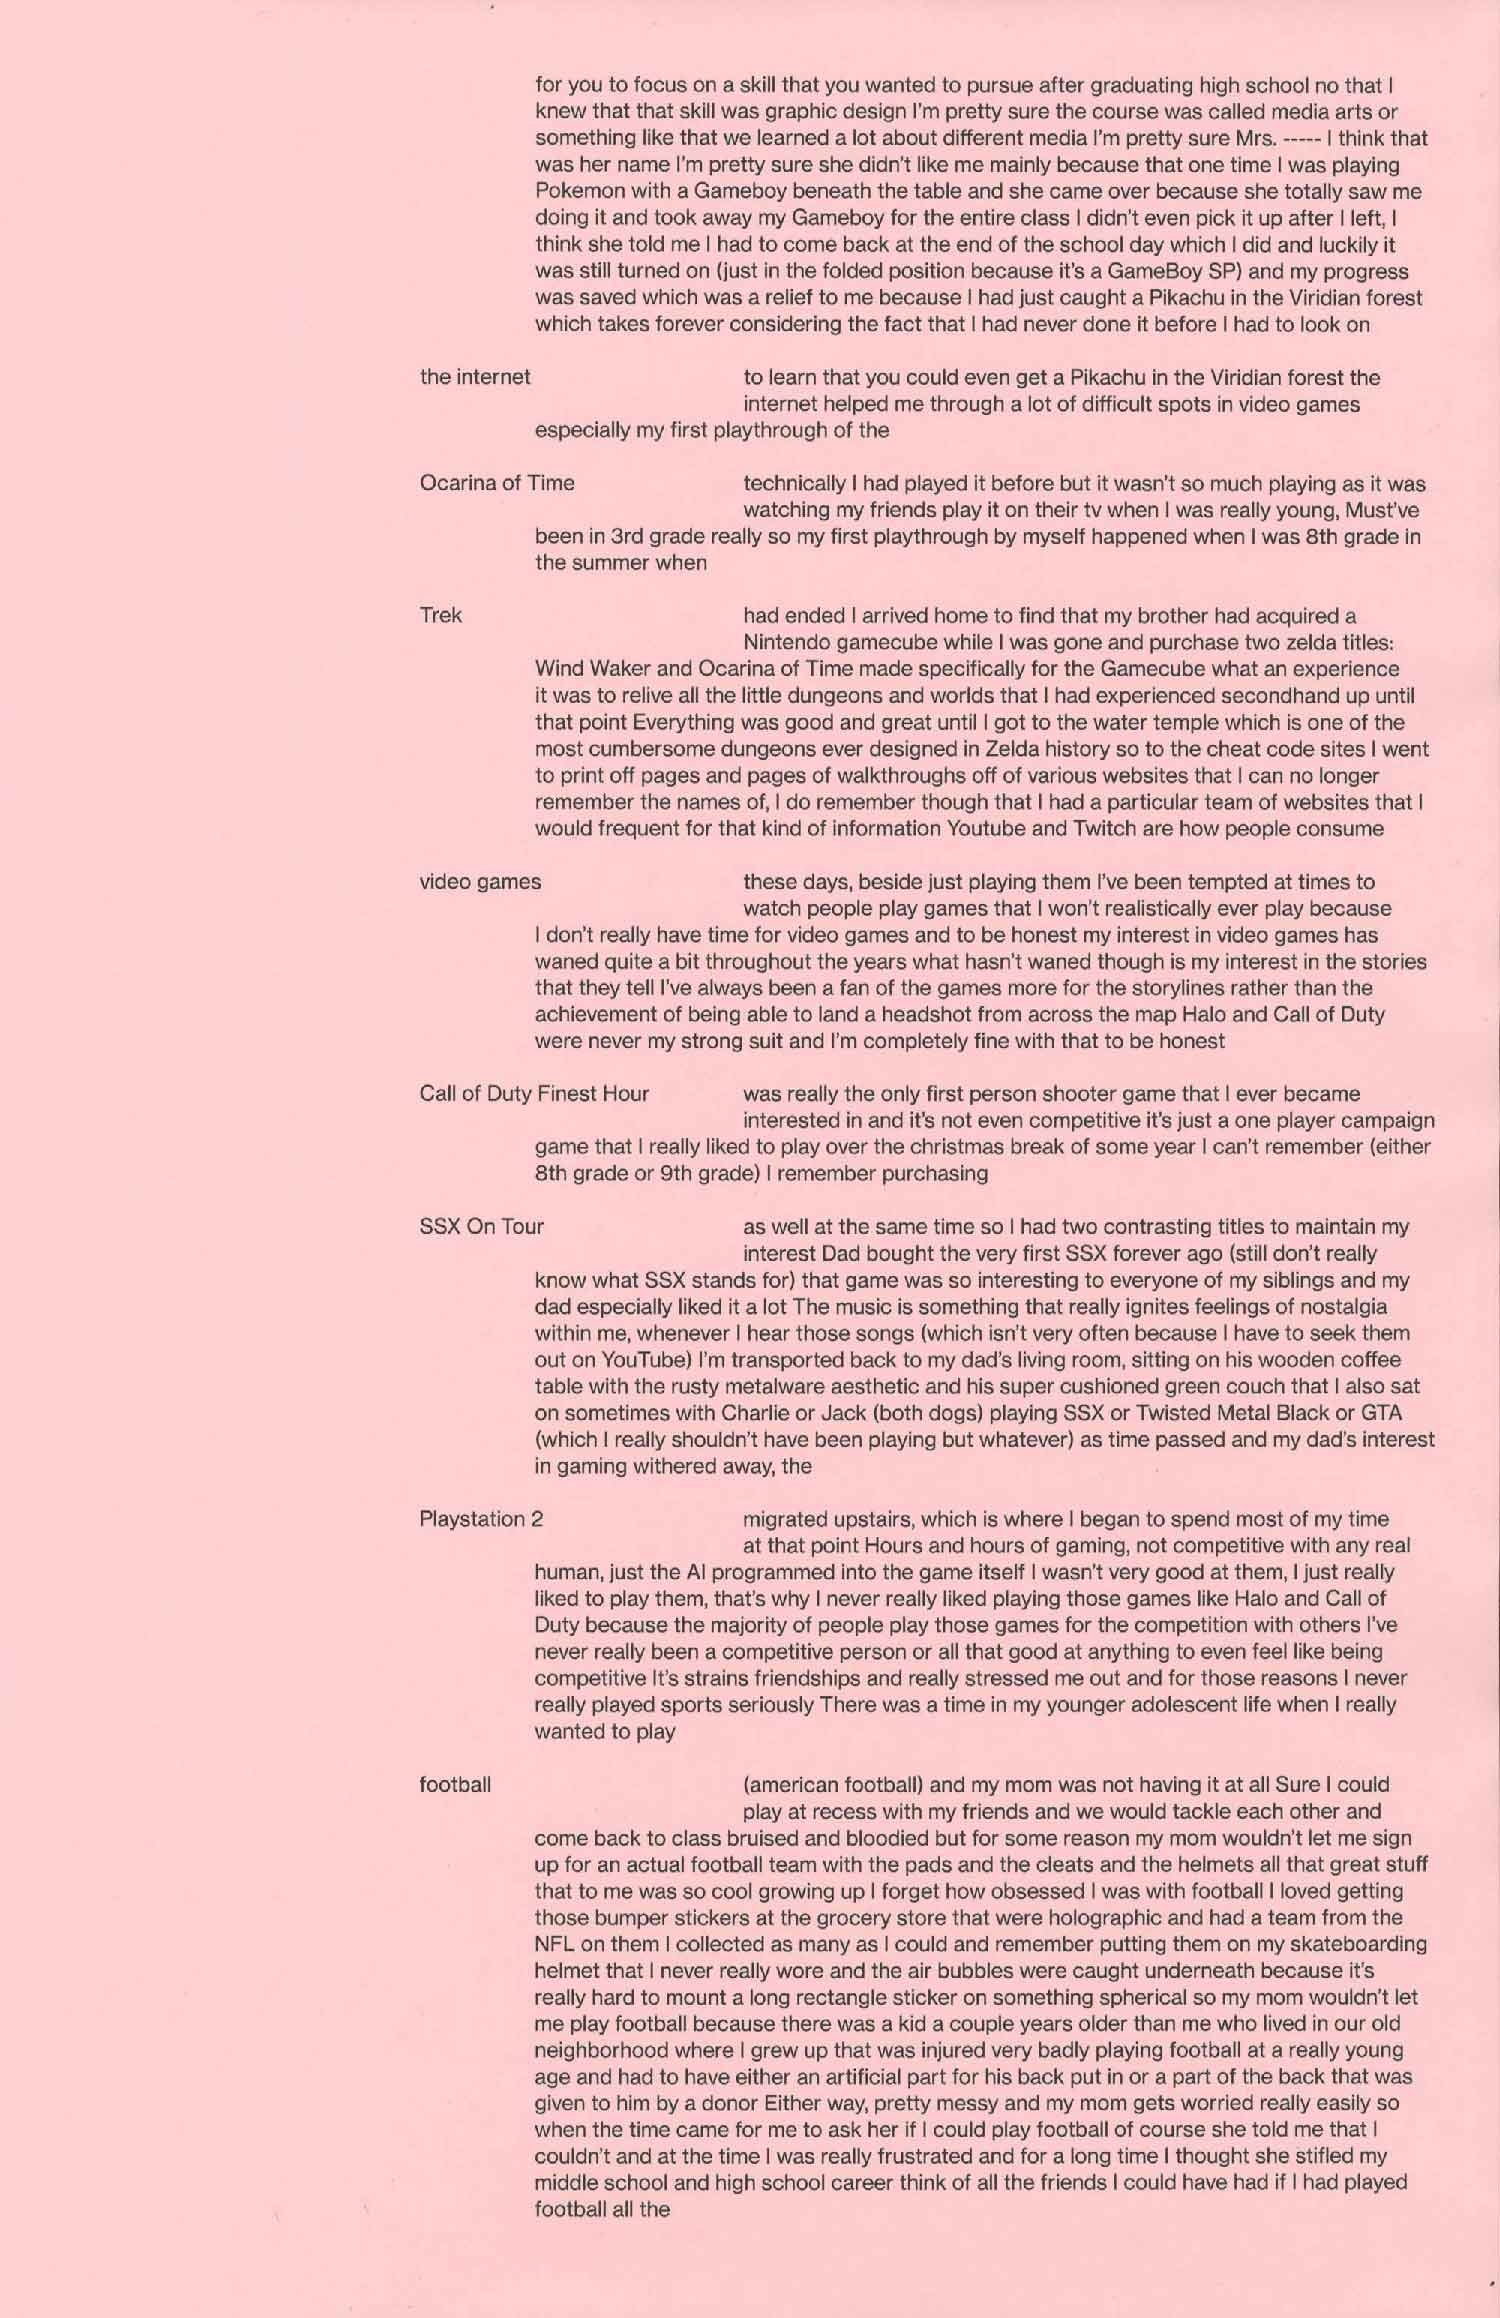 for you to focus on a skill that you wanted to pursue after graduating high school no that I
knew that that skill was graphic design I'm pretty sure the course was called media arts or
something like that we learned a lot about different media I'm pretty sure Mrs. ----- I think that
was her name I'm pretty sure she didn't like me mainly because that one time I was playing
Pokemon with a Gameboy beneath the table and she came over because she totally saw me
doing it and took away my Gameboy for the entire class I didn't even pick it up after I left, I
think she told me I had to come back at the end of the school day which I did and luckily it
was still turned on (just in the folded position because it's a GameBoy SP) and my progress
was saved which was a relief to me because I had just caught a Pikachu in the Viridian forest
which takes forever considering the fact that I had never done it before I had to look on
the internet to learn that you could even get a Pikachu in the Viridian forest the
internet helped me through a lot of difficult spots in video games
especially my first playthrough of the
Ocarina of Time technically I had played it before but it wasn't so much playing as it was
watching my friends play it on their tv when I was really young, Must've
been in 3rd grade really so my first playthrough by myself happened when I was 8th grade in
the summer when
Trek had ended I arrived home to find that my brother had acquired a
Nintendo gamecube while I was gone and purchase two zelda titles:
Wind Waker and Ocarina of Time made specifically for the Gamecube what an experience
it was to relive all the little dungeons and worlds that I had experienced secondhand up until
that point Everything was good and great until I got to the water temple which is one of the
most cumbersome dungeons ever designed in Zelda history so to the cheat code sites I went
to print off pages and pages of walkthroughs off of various websites that I can no longer
remember the names of, I do remember though that I had a particular team of websites that I
would frequent for that kind of information Youtube and Twitch are how people consume
video games these days, beside just playing them I've been tempted at times to
watch people play games that I won't realistically ever play because
I don't really have time for video games and to be honest my interest in video games has
waned quite a bit throughout the years what hasn't waned though is my interest in the stories
that they tell I've always been a fan of the games more for the storylines rather than the
achievement of being able to land a headshot from across the map Halo and Call of Duty
were never my strong suit and I'm completely fine with that to be honest
Call of Duty Finest Hour was really the only first person shooter game that I ever became
interested in and it's not even competitive it's just a one player campaign
game that I really liked to play over the christmas break of some year I can't remember (either
8th grade or 9th grade) I remember purchasing
SSX On Tour as well at the same time so I had two contrasting titles to maintain my
interest Dad bought the very first SSX forever ago (still don't really
know what SSX stands for) that game was so interesting to everyone of my siblings and my
dad especially liked it a lot The music is something that really ignites feelings of nostalgia
within me, whenever I hear those songs (which isn't very often because I have to seek them
out on YouTube) I'm transported back to my dad's living room, sitting on his wooden coffee
table with the rusty metalware aesthetic and his super cushioned green couch that I also sat
on sometimes with Charlie or Jack (both dogs) playing SSX or Twisted Metal Black or GTA
(which I really shouldn't have been playing but whatever) as time passed and my dad's interest
in gaming withered away, the
Playstation 2 migrated upstairs, which is where I began to spend most of my time
at that point Hours and hours of gaming, not competitive with any real
human, just the AI programmed into the game itself I wasn't very good at them, I just really
liked to play them, that's why I never really liked playing those games like Halo and Call of
Duty because the majority of people play those games for the competition with others I've
never really been a competitive person or all that good at anything to even feel like being
competitive It's strains friendships and really stressed me out and for those reasons I never
really played sports seriously There was a time in my younger adolescent life when I really
wanted to play
football (american football) and my mom was not having it at all Sure I could
play at recess with my friends and we would tackle each other and
come back to class bruised and bloodied but for some reason my mom wouldn't let me sign
up for an actual football team with the pads and the cleats and the helmets all that great stuff
that to me was so cool growing up I forget how obsessed I was with football I loved getting
those bumper stickers at the grocery store that were holographic and had a team from the
NFL on them I collected as many as I could and remember putting them on my skateboarding
helmet that I never really wore and the air bubbles were caught underneath because it's
really hard to mount a long rectangle sticker on something spherical so my mom wouldn't let
me play football because there was a kid a couple years older than me who lived in our old
neighborhood where I grew up that was injured very badly playing football at a really young
age and had to have either an artificial part for his back put in or a part of the back that was
given to him by a donor Either way, pretty messy and my mom gets worried really easily so
when the time came for me to ask her if I could play football of course she told me that I
couldn't and at the time I was really frustrated and for a long time I thought she stifled my
middle school and high school career think of all the friends I could have had if I had played
football all the